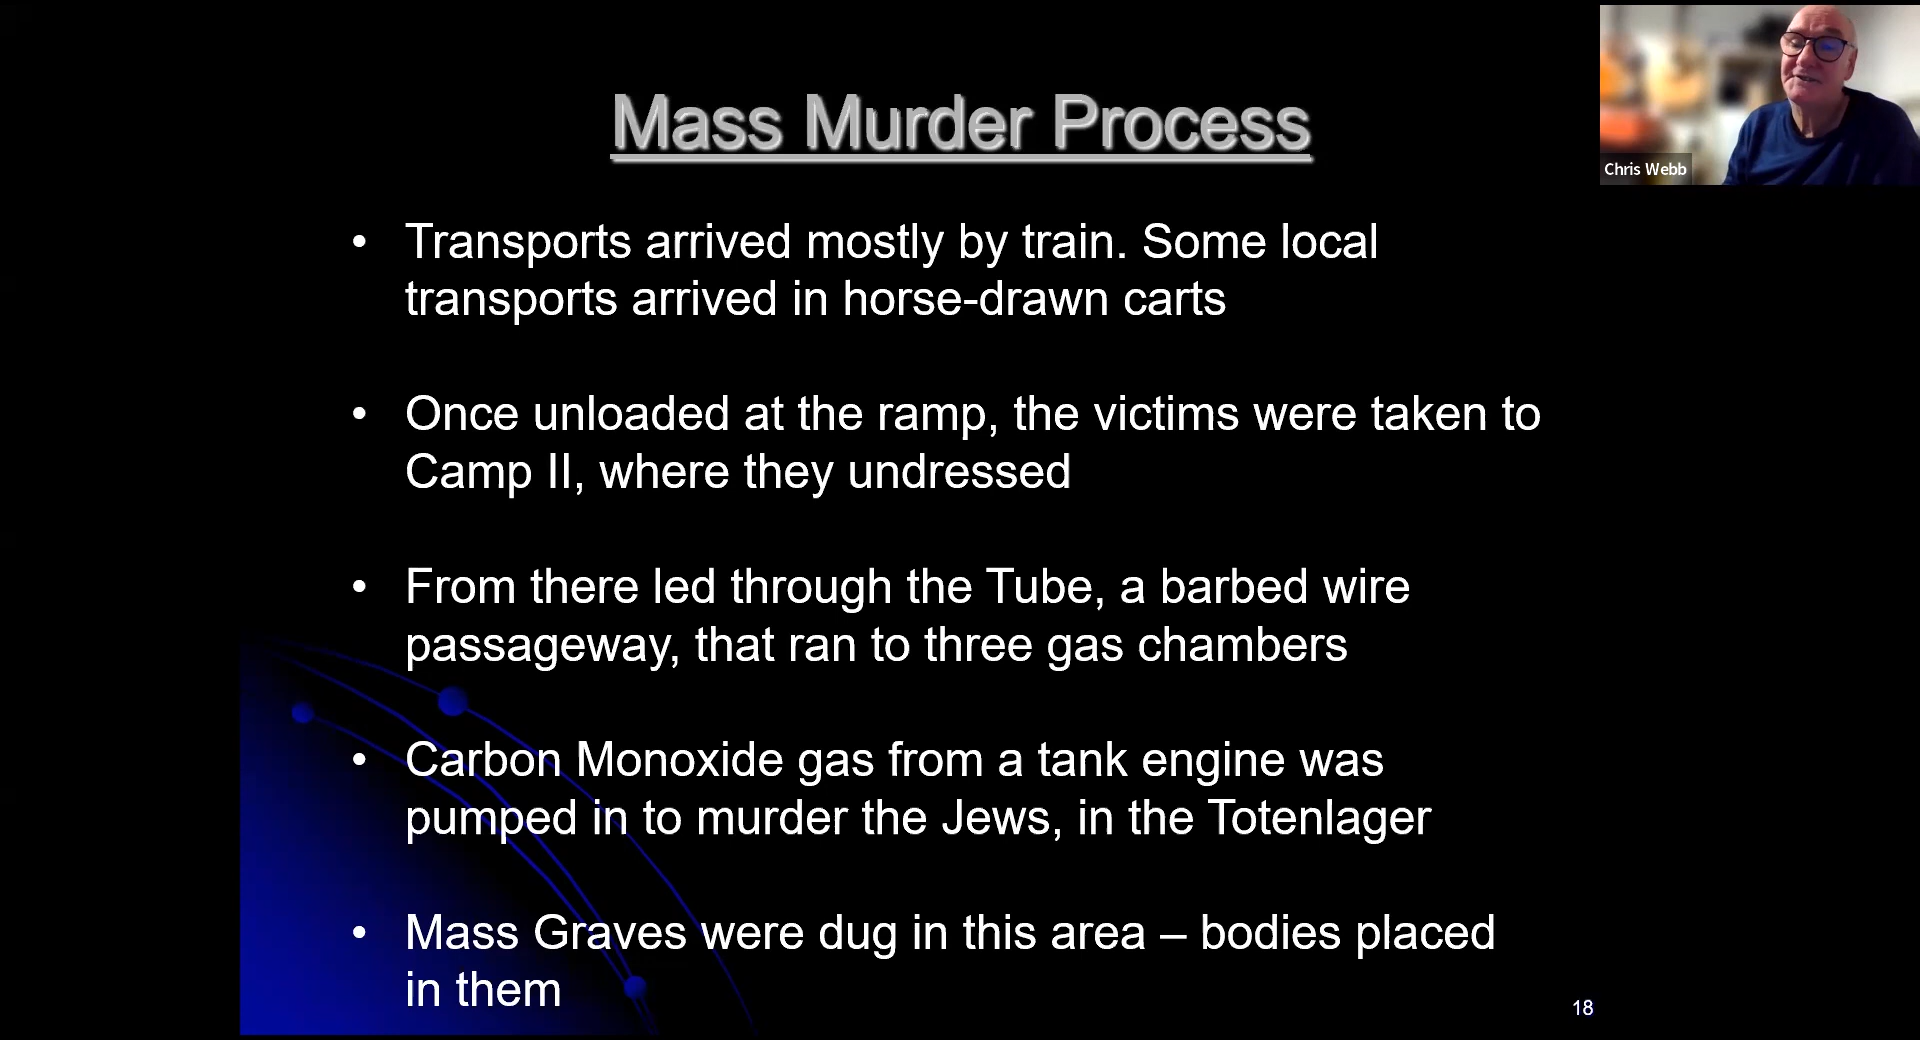 Mass Murder Process
Chris Webb
• Transports arrived mostly by train. Some local
transports arrived in horse-drawn carts
• Once unloaded at the ramp, the victims were taken to
Camp II, where they undressed
• From there led through the Tube, a barbed wire
passageway, that ran to three gas chambers
• Carbon Monoxide gas from a tank engine was
pumped in to murder the Jews, in the Totenlager
• Mass Graves were dug in this area – bodies placed
in them
18